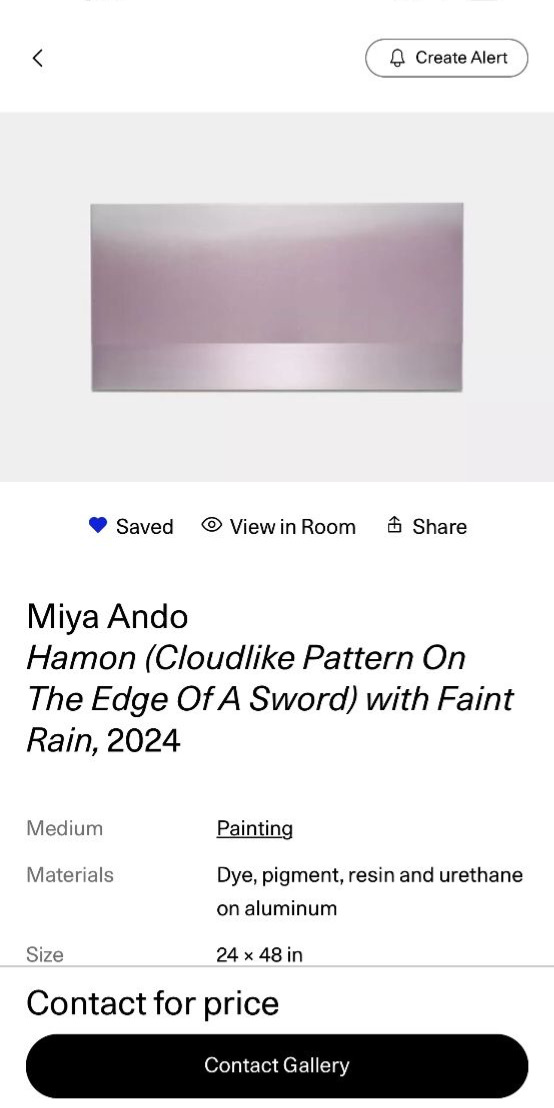 Create Alert
Saved
View in Room
Share
Miya Ando
Hamon (Cloudlike Pattern On
The Edge Of A Sword) with Faint
Rain, 2024
Medium
Painting
Materials
Dye, pigment, resin and urethane
on aluminum
Size
24 × 48 in
Contact for price
Contact Gallery